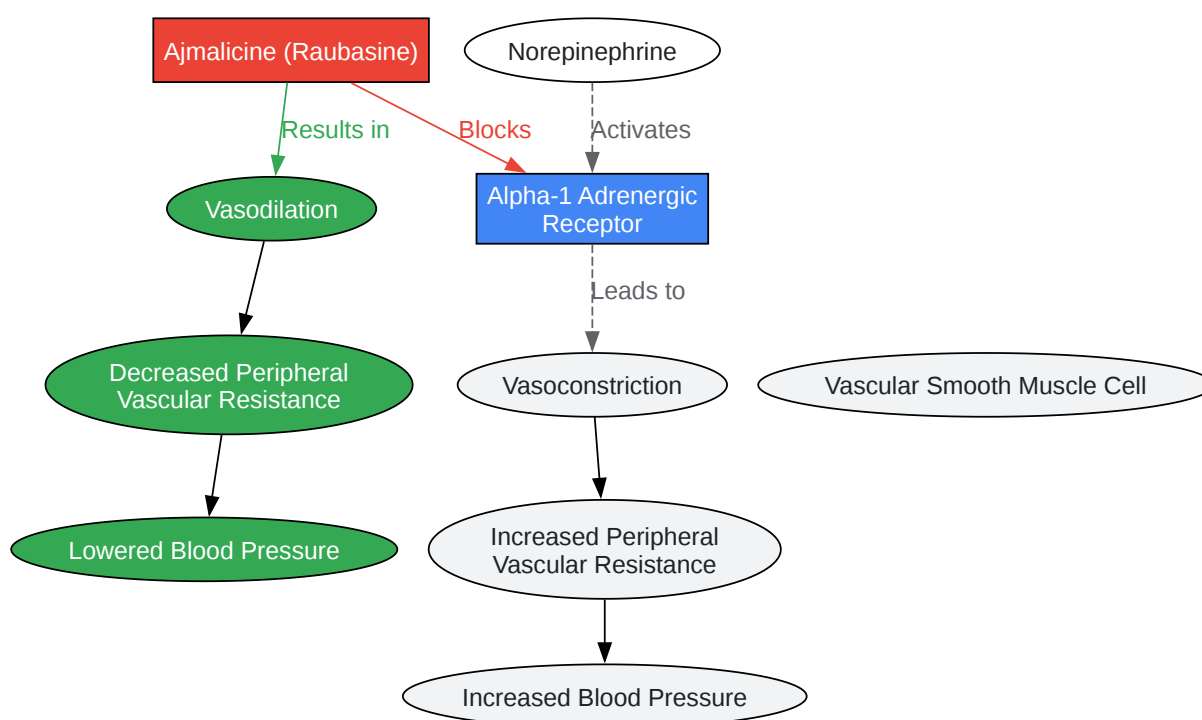 Ajmalicine (Raubasine)
Norepinephrine
Results in
Blocks
Activates
Vasodilation
Alpha-1 Adrenergic
Receptor
Leads to
Decreased Peripheral
Vascular Resistance
Vasoconstriction
Vascular Smooth Muscle Cell
Lowered Blood Pressure
Increased Peripheral
Vascular Resistance
Increased Blood Pressure